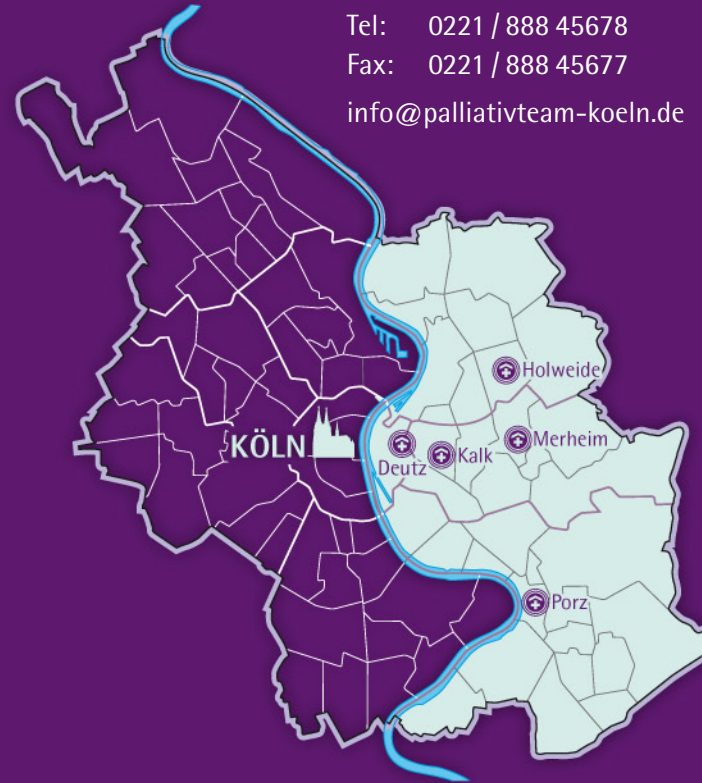 Tel: 0221 / 888 45678
Fax: 0221 / 888 45677
info@palliativteam-koeln.de
Holweide
KÖLN
Deutz
Kalk
Merheim
Porz